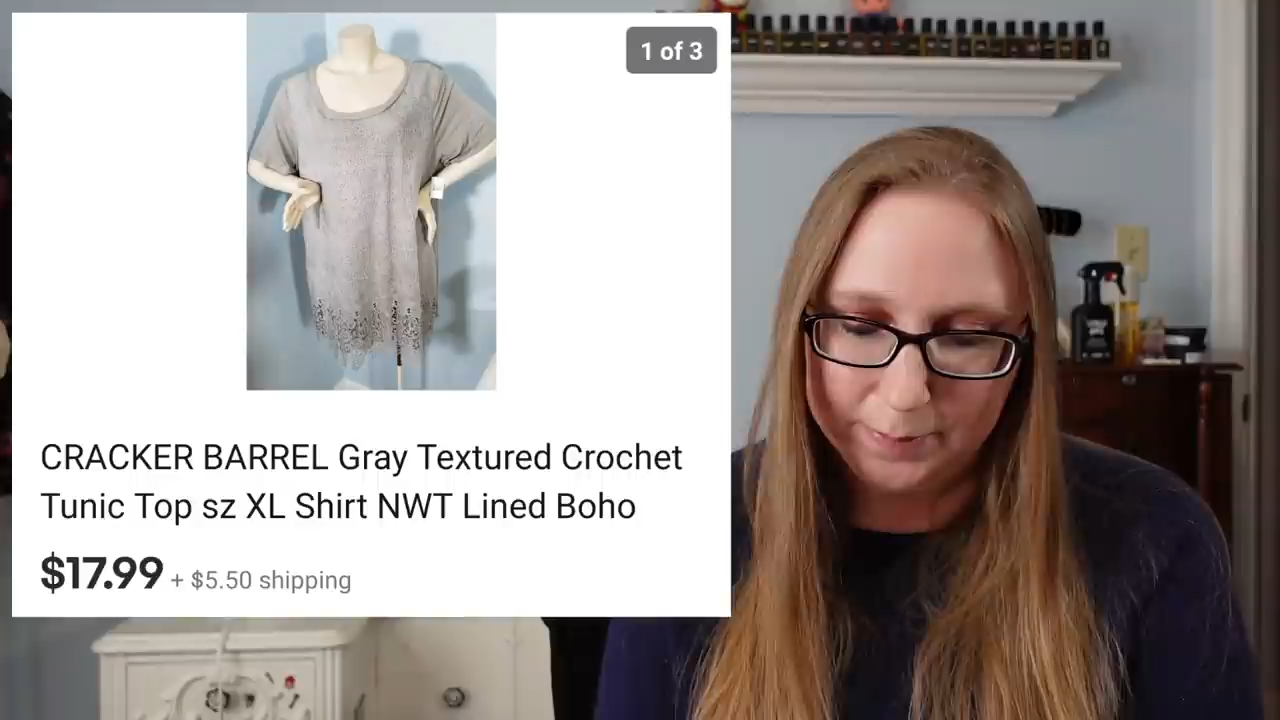 1 of 3
CRACKER BARREL Gray Textured Crochet
Tunic Top sz XL Shirt NWT Lined Boho
$17.99 + $5.50 shipping